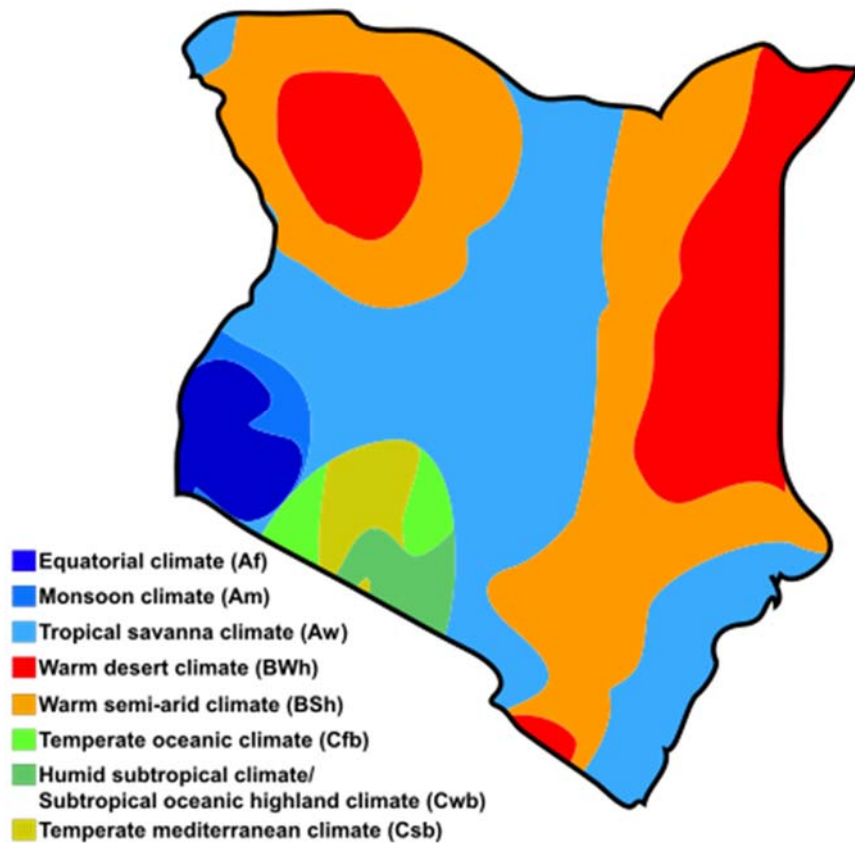 Equatorial climate (Af)
Monsoon climate (Am)
Tropical savanna climate (Aw)
Warm desert climate (BWh)
Warm semi-arid climate (BSh)
Temperate oceanic climate (Cfb)
Humid subtropical climate/
Subtropical oceanic highland climate (Cwb)
Temperate mediterranean climate (Csb)